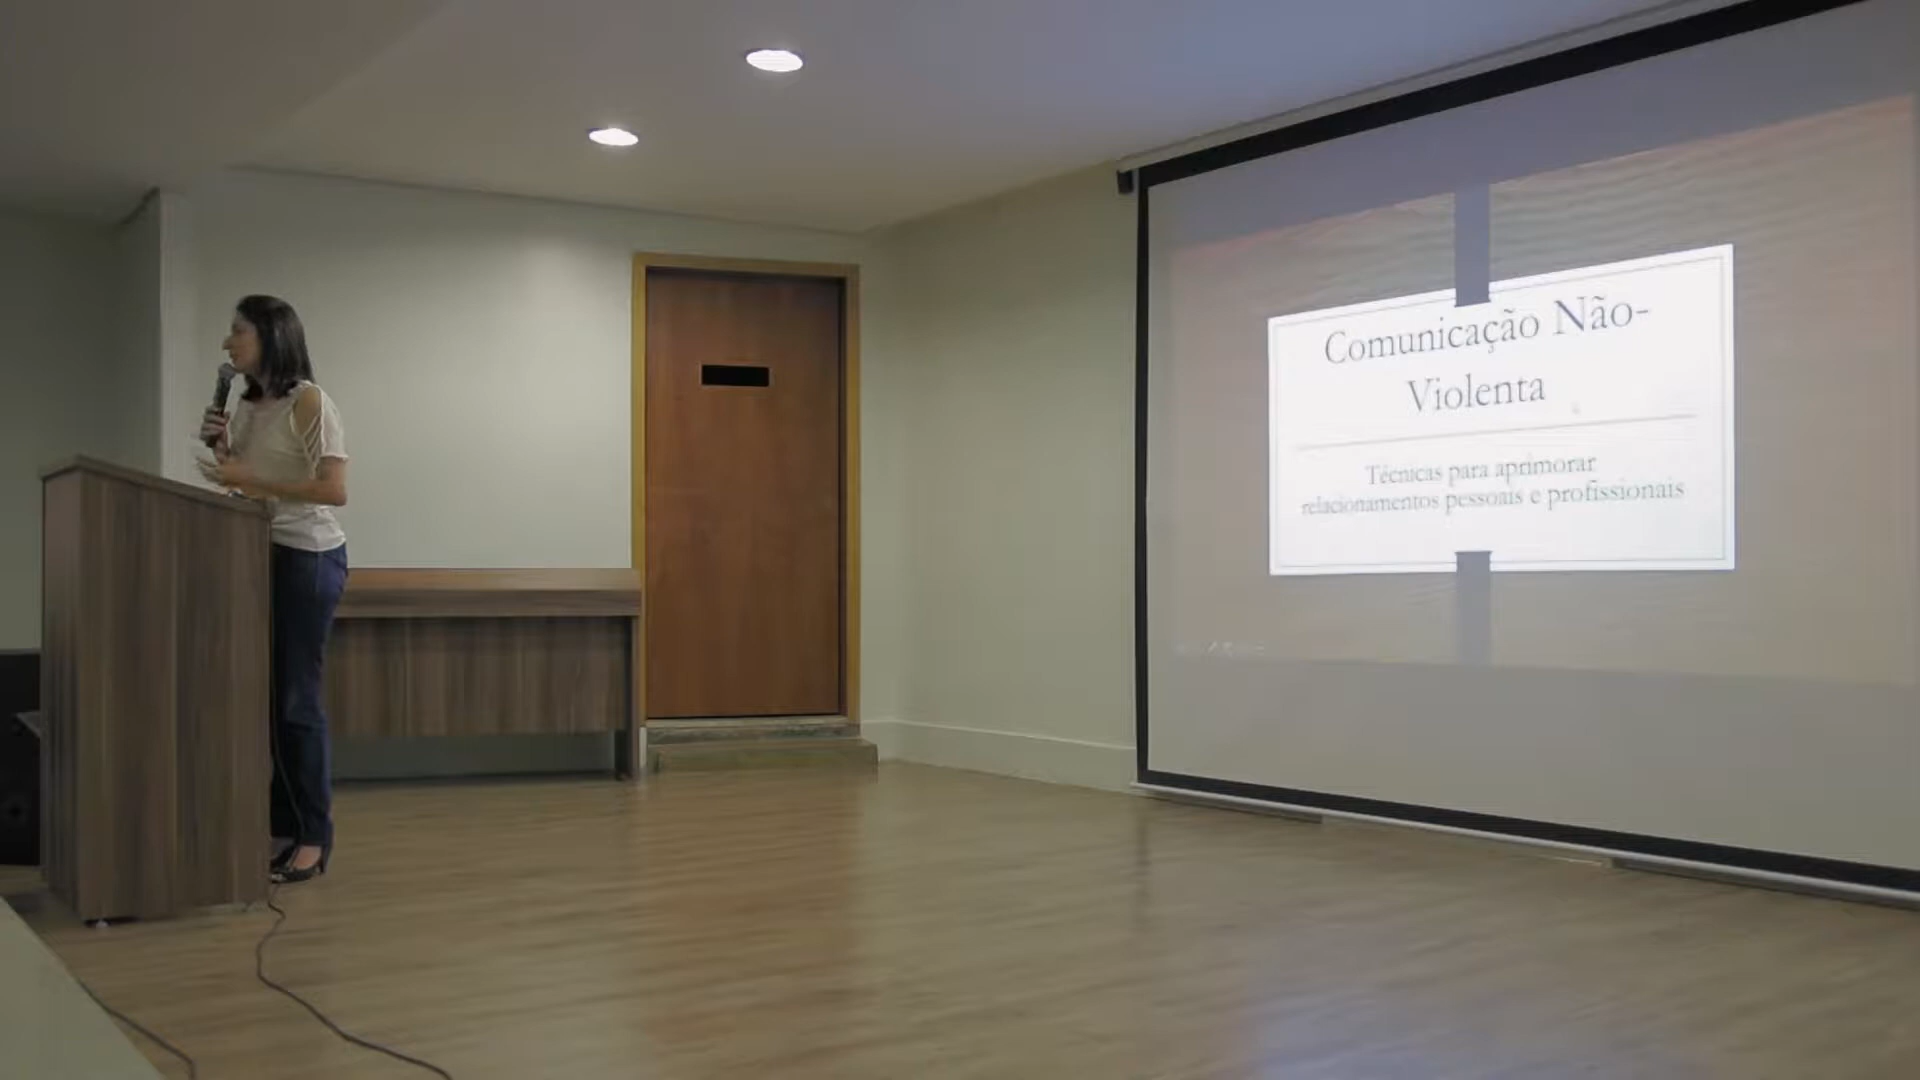 Comunicação Não-
Violenta
Técnicas para aprimorar
relacionamentos pessoais e profissionais